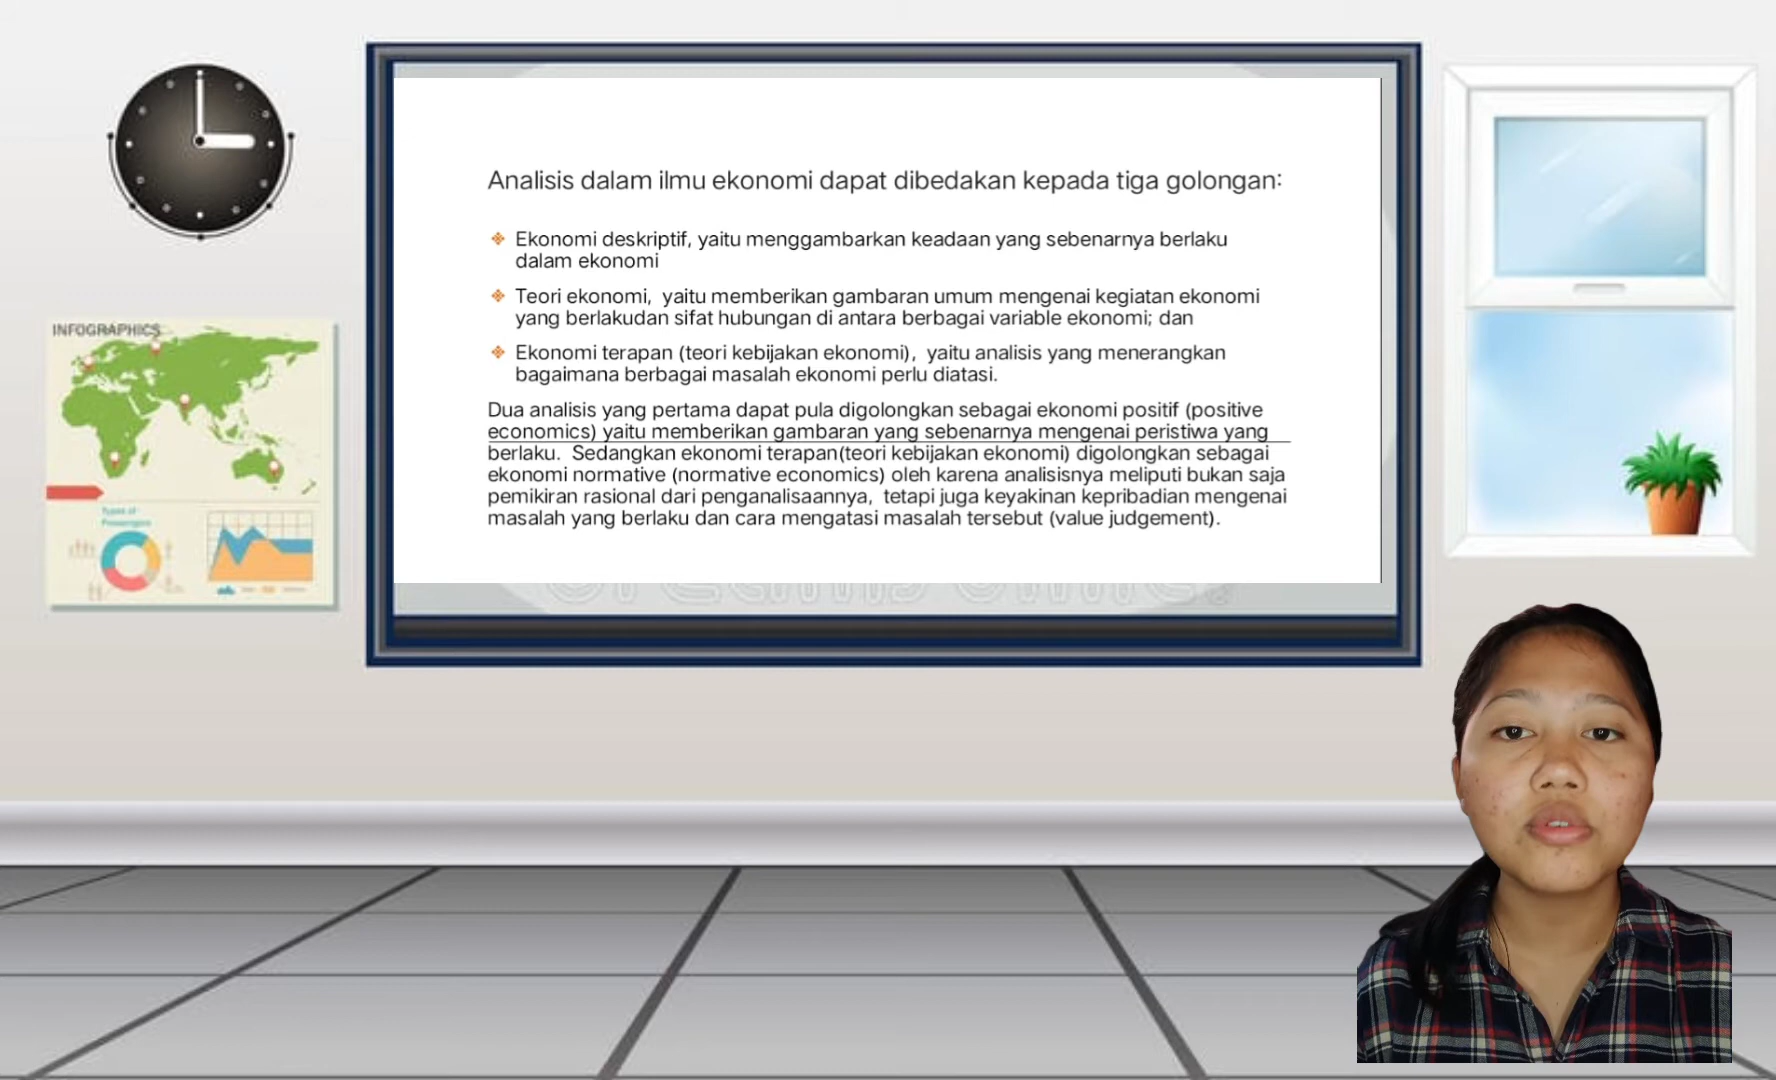 Analisis dalam ilmu ekonomi dapat dibedakan kepada tiga golongan:
Ekonomi deskriptif, yaitu menggambarkan keadaan yang sebenarnya berlaku
dalam ekonomi
Teori ekonomi, yaitu memberikan gambaran umum mengenai kegiatan ekonomi
yang berlakudan sifat hubungan di antara berbagai variable ekonomi; dan
Ekonomi terapan (teori kebijakan ekonomi), yaitu analisis yang menerangkan
bagaimana berbagai masalah ekonomi perlu diatasi.
Dua analisis yang pertama dapat pula digolongkan sebagai ekonomi positif (positive
economics) yaitu memberikan gambaran yang sebenarnya mengenai peristiwa yang
berlaku. Sedangkan ekonomi terapan(teori kebijakan ekonomi) digolongkan sebagai
ekonomi normative (normative economics) oleh karena analisisnya meliputi bukan saja
pemikiran rasional dari penganalisaannya, tetapi juga keyakinan kepribadian mengenai
masalah yang berlaku dan cara mengatasi masalah tersebut (value judgement).
INFOGRAPHICS
Types of
Passengers